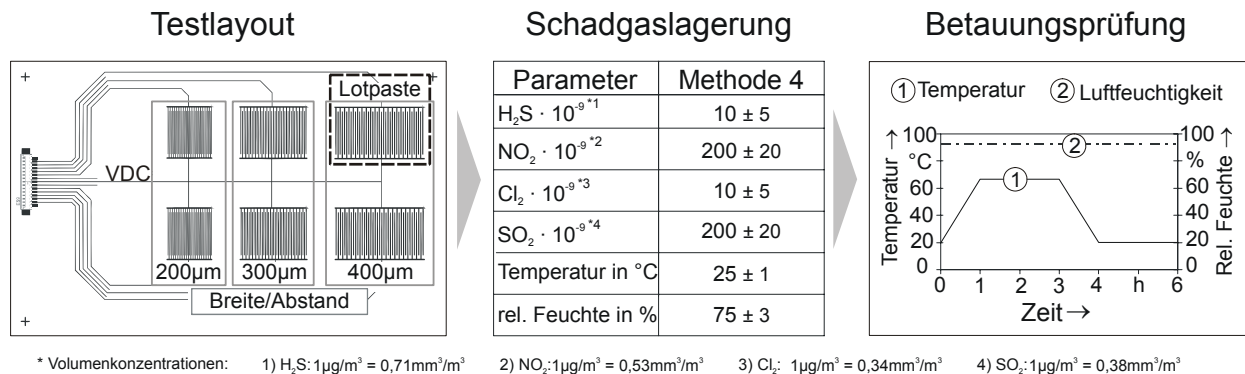 Testlayout
Schadgaslagerung
Betauungsprüfung
Lotpaste
VDC
200µm 300µm 400µm
Breite/Abstand
Parameter Methode 4
H₂S · 10⁻⁹ *¹ 10 ± 5
NO₂ · 10⁻⁹ *² 200 ± 20
Cl₂ · 10⁻⁹ *³ 10 ± 5
SO₂ · 10⁻⁹ *⁴ 200 ± 20
Temperatur in °C 25 ± 1
rel. Feuchte in % 75 ± 3
① Temperatur ② Luftfeuchtigkeit
Temperatur →
100
°C
60
40
20
0
②
①
100
%
60
40
20
0
Rel. Feuchte →
0 1 2 3 4 h 6
Zeit →
* Volumenkonzentrationen: 1) H₂S: 1µg/m³ = 0,71mm³/m³ 2) NO₂: 1µg/m³ = 0,53mm³/m³ 3) Cl₂: 1µg/m³ = 0,34mm³/m³ 4) SO₂: 1µg/m³ = 0,38mm³/m³